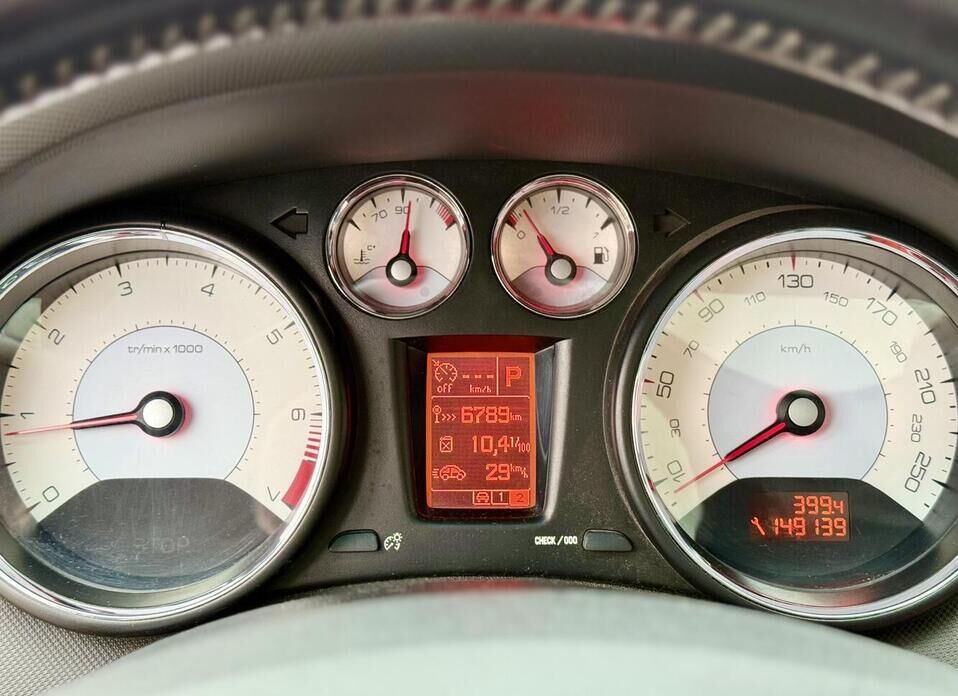 70 90
C°
0 1/2 1
tr/min x 1000
0 1 2 3 4 5 6 7
STOP
off --- km/h P
6789 km
10,4 l/100
29 km/h
1 2
CHECK / 000
km/h
10 30 50 70 90 110 130 150 170 190 210 230 250
399.4
149139